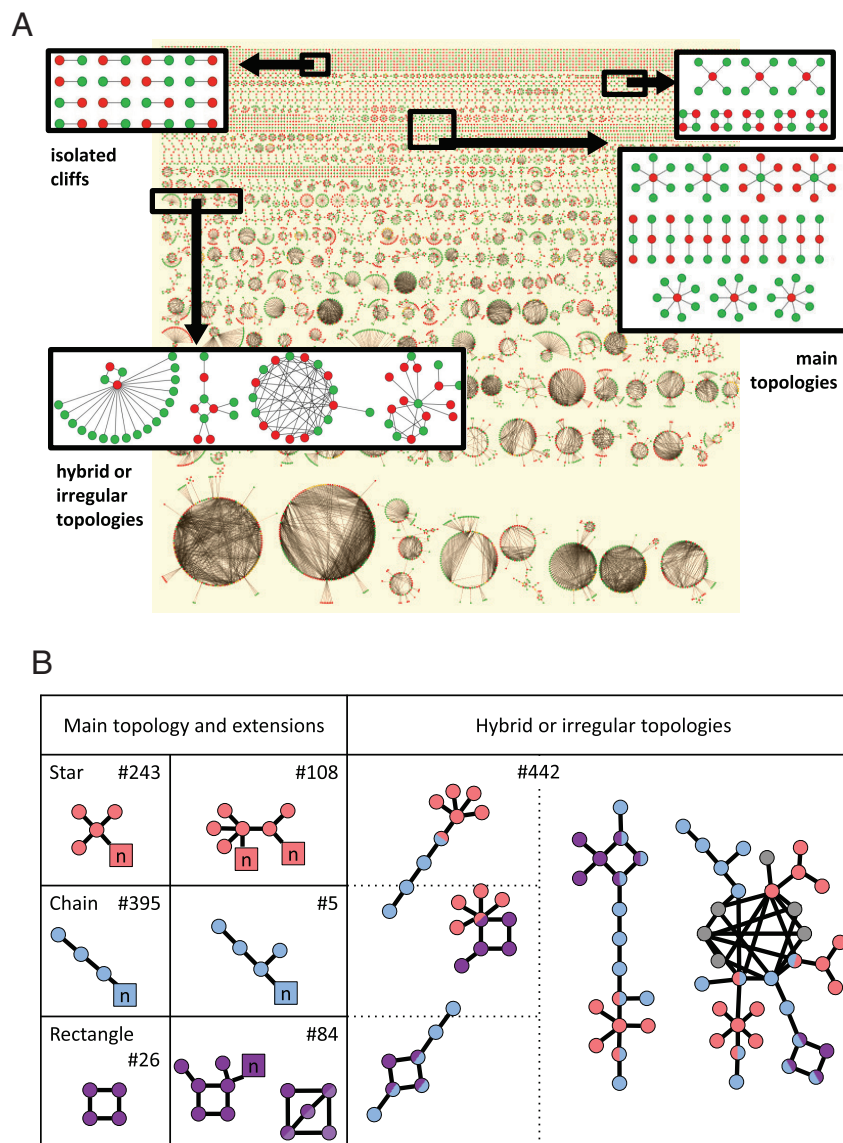 A
isolated
cliffs
main
topologies
hybrid or
irregular
topologies
B
Main topology and extensions
Hybrid or irregular topologies
Star #243
#108
#442
n
n
n
Chain #395
#5
n
n
Rectangle
#26
#84
n